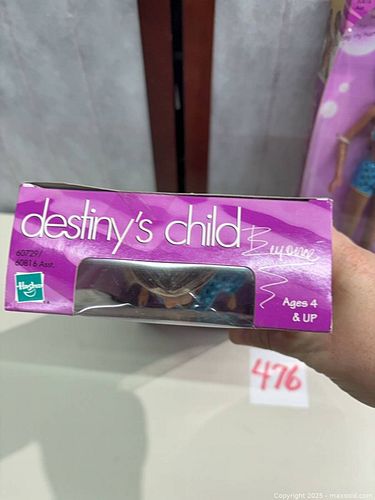 destiny's child
Beyoncé
60729/
60816 Asst.
Hasbro
Ages 4
& UP
476
Copyright 2025 - maxsold.com